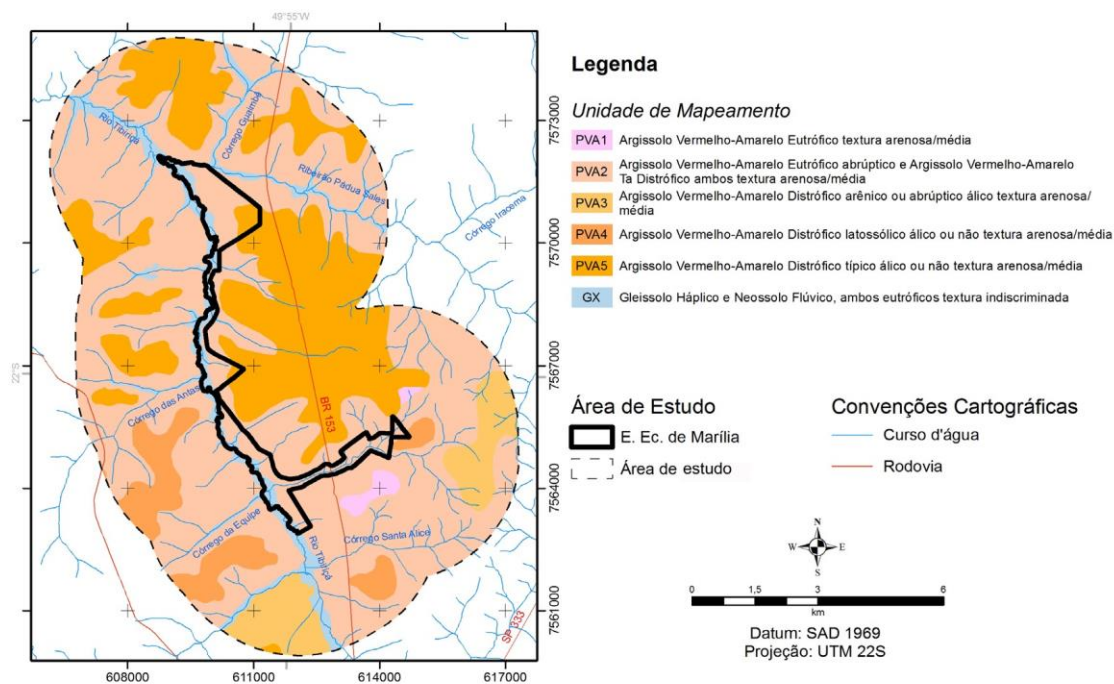 49°55'W
22°S
7573000
7570000
7567000
7564000
7561000
608000
611000
614000
617000
Rio Tibiriçá
Córrego Guaimbé
Ribeirão Pádua Sales
Córrego Iracema
Córrego das Antas
BR 153
Córrego da Equipe
Rio Tibiriçá
Córrego Santa Alice
SP 333
Legenda
Unidade de Mapeamento
PVA1 Argissolo Vermelho-Amarelo Eutrófico textura arenosa/média
PVA2 Argissolo Vermelho-Amarelo Eutrófico abrúptico e Argissolo Vermelho-Amarelo
Ta Distrófico ambos textura arenosa/média
PVA3 Argissolo Vermelho-Amarelo Distrófico arênico ou abrúptico álico textura arenosa/
média
PVA4 Argissolo Vermelho-Amarelo Distrófico latossólico álico ou não textura arenosa/média
PVA5 Argissolo Vermelho-Amarelo Distrófico típico álico ou não textura arenosa/média
GX Gleissolo Háplico e Neossolo Flúvico, ambos eutróficos textura indiscriminada
Área de Estudo
E. Ec. de Marília
Área de estudo
Convenções Cartográficas
Curso d'água
Rodovia
N
W E
S
0 1,5 3 6
km
Datum: SAD 1969
Projeção: UTM 22S